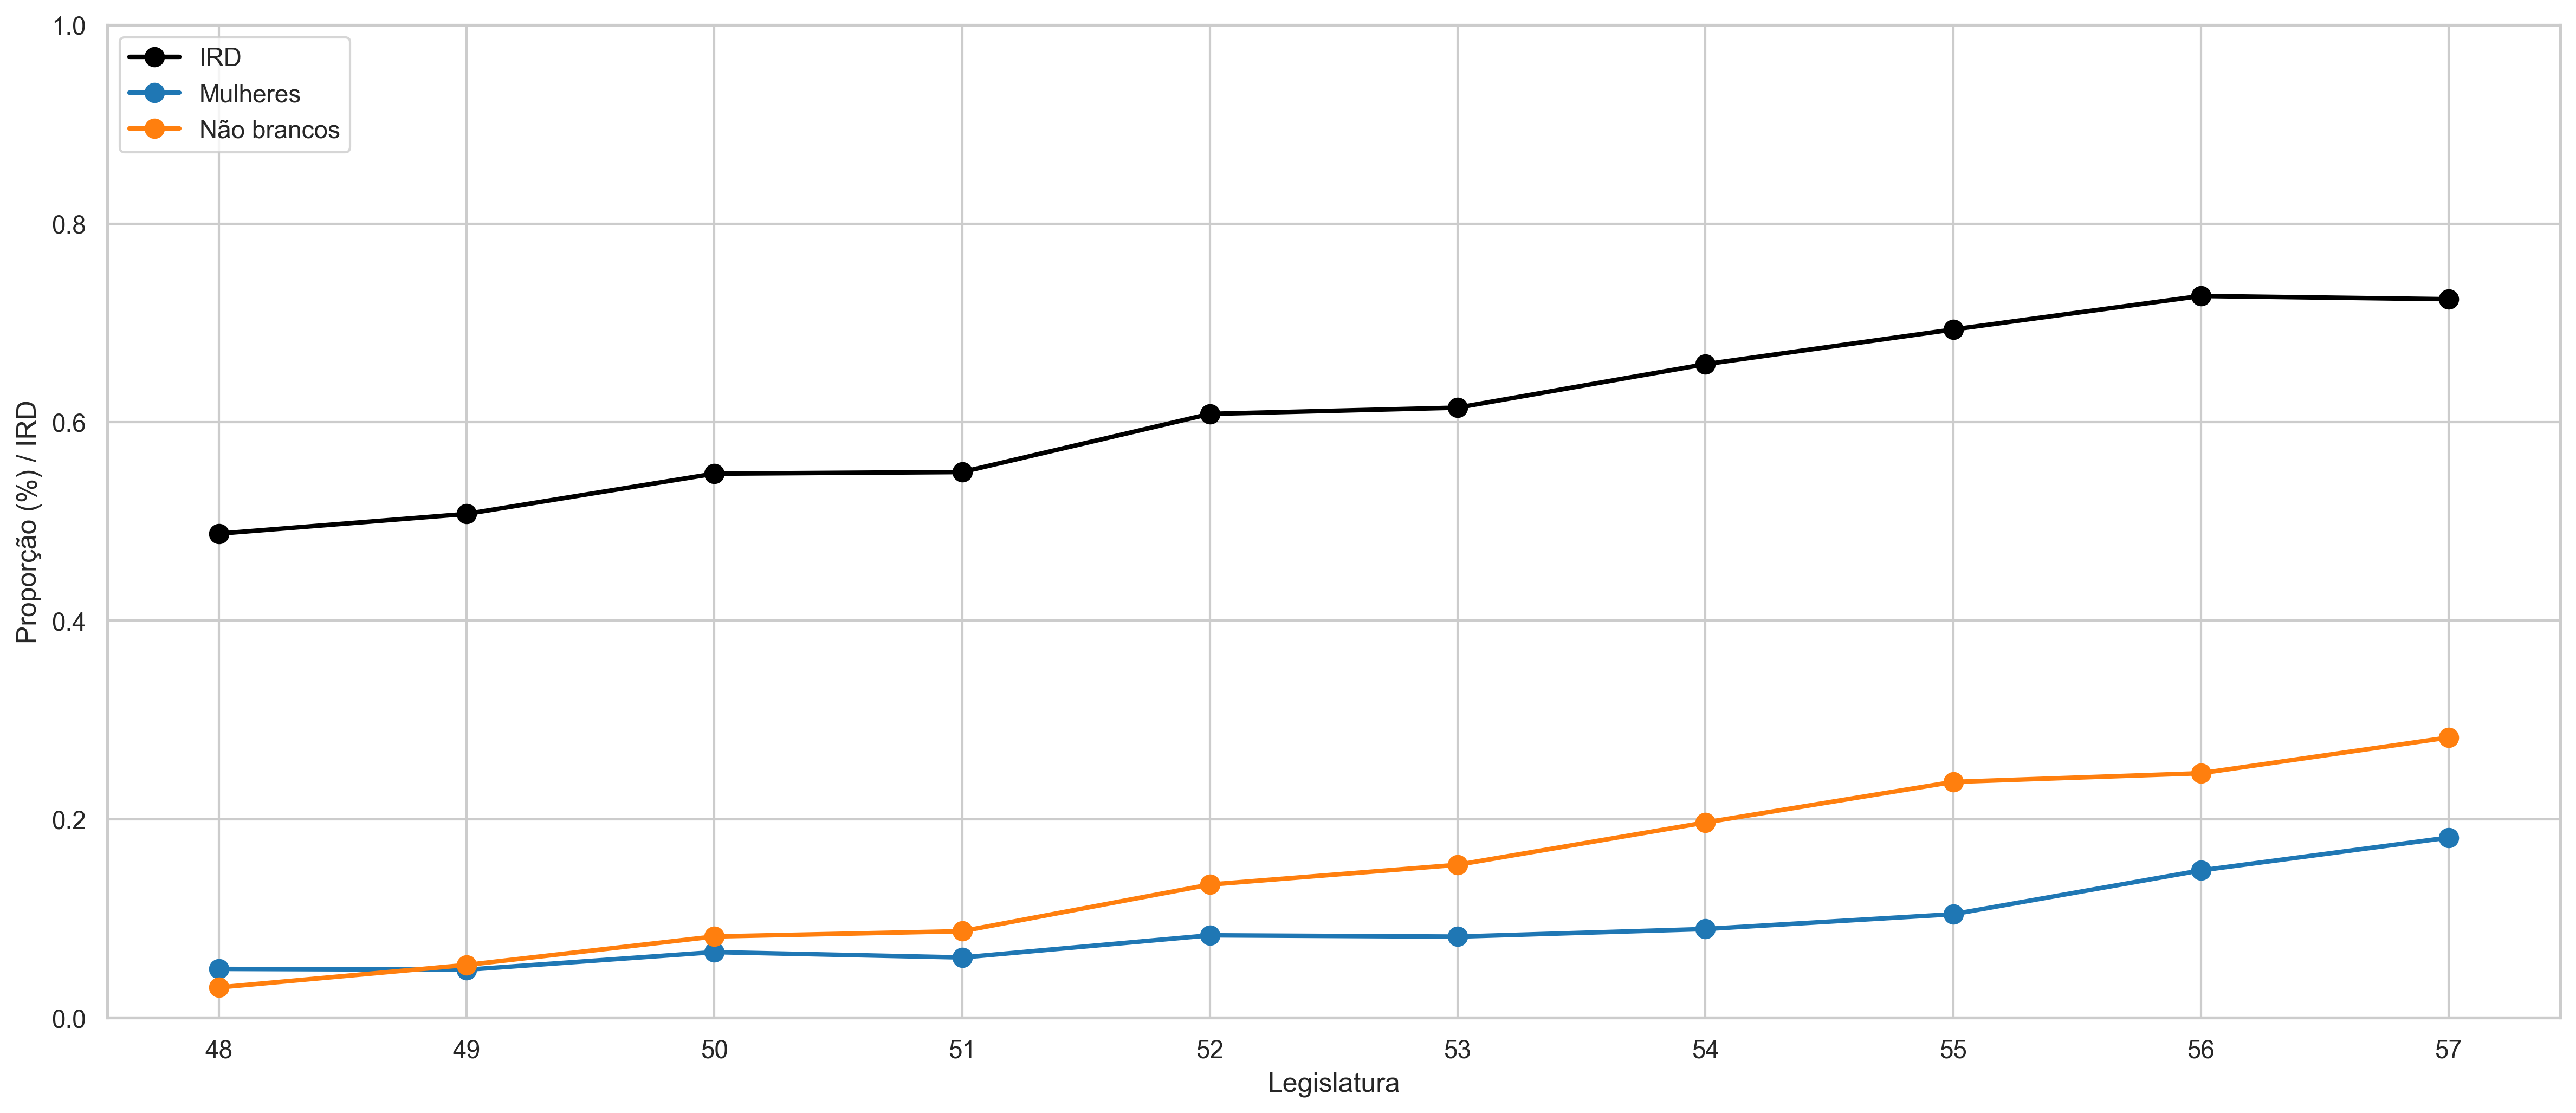 IRD
Mulheres
Não brancos
1.0
0.8
0.6
0.4
0.2
0.0
Proporção (%) / IRD
48 49 50 51 52 53 54 55 56 57
Legislatura